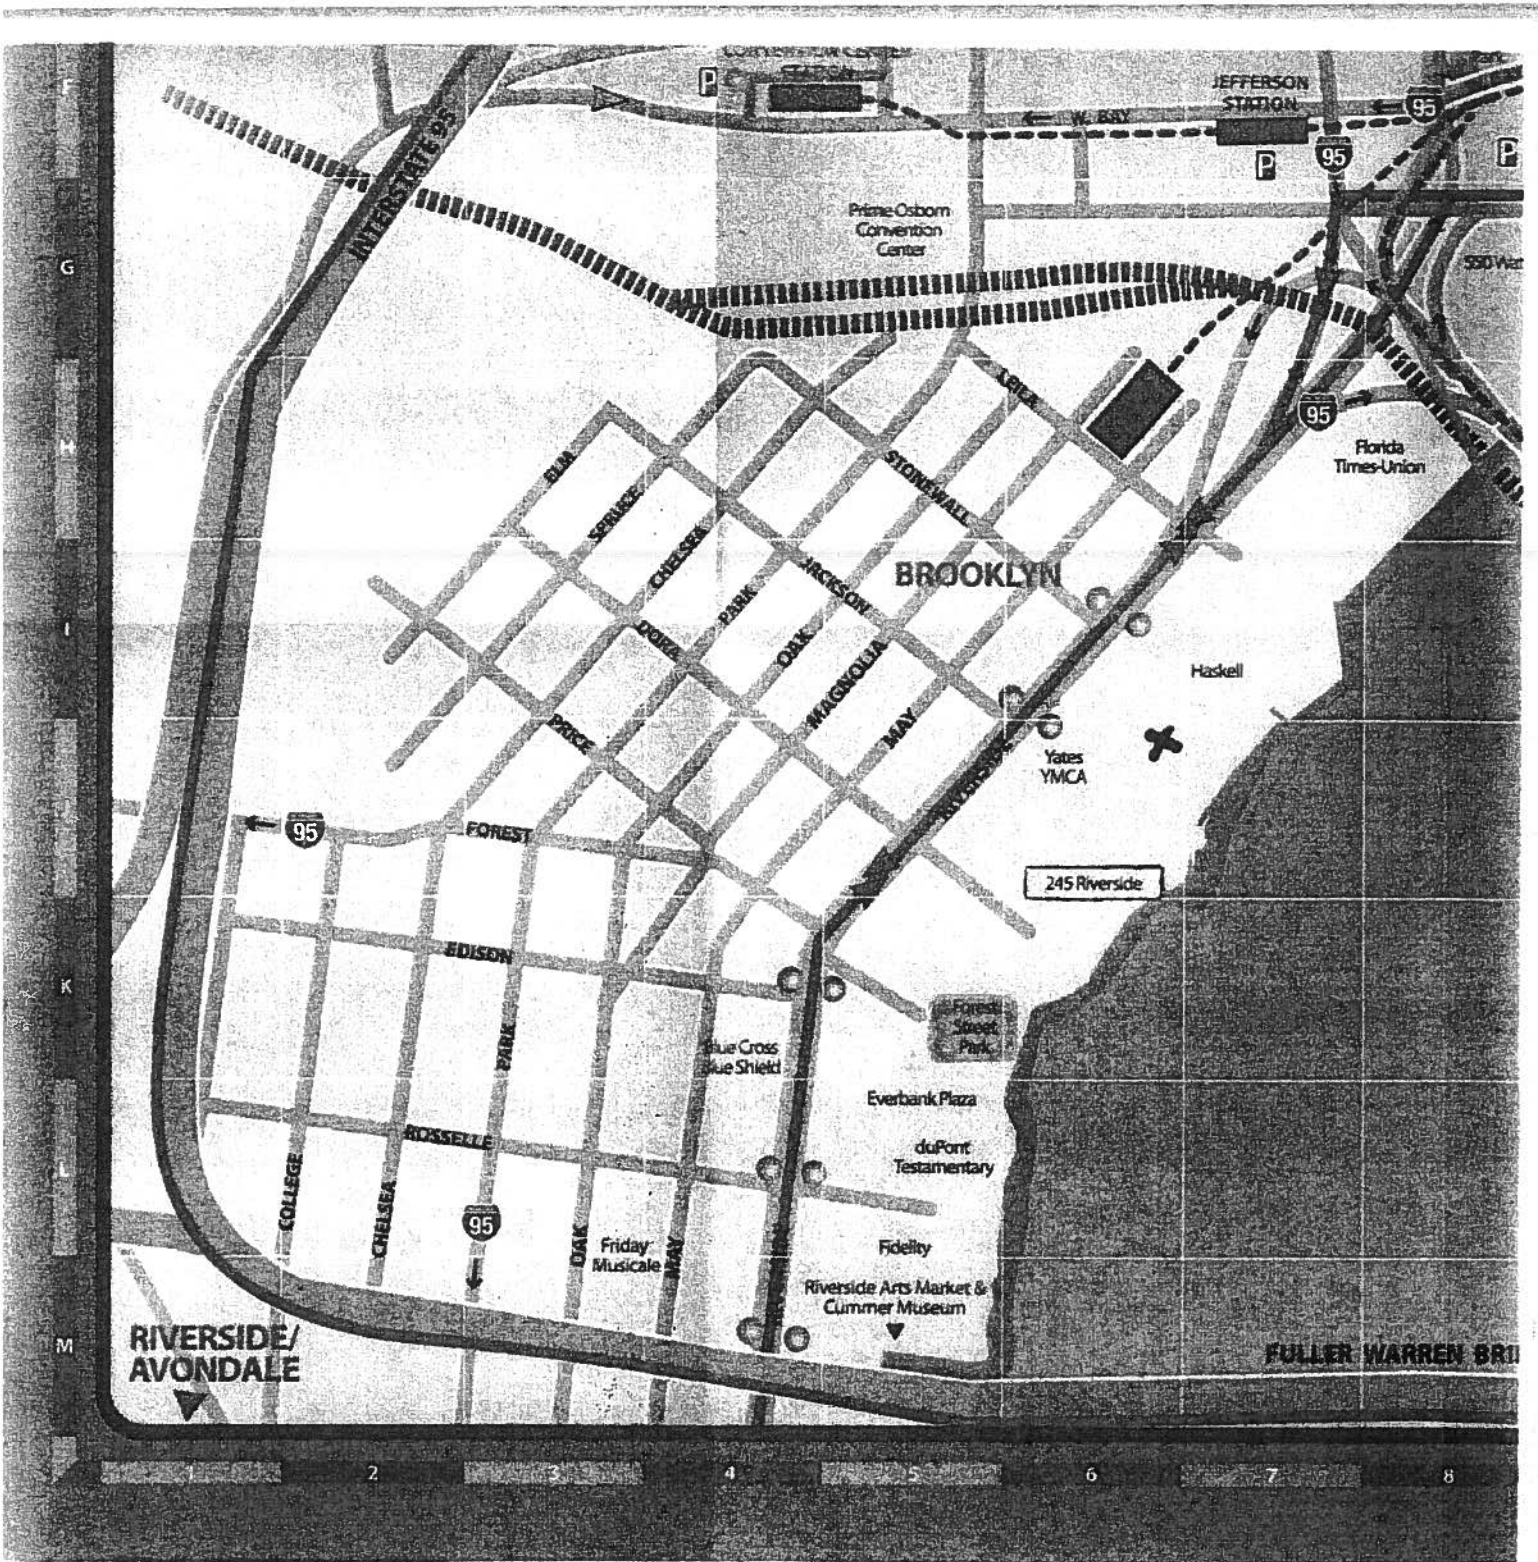 F
P
JEFFERSON
STATION
W. BAY
95
P
95
P
INTERSTATE 95
Prime Osborn
Convention
Center
G
LEILA
95
Florida
Times-Union
H
ELM
STONEWALL
SPRUCE
CHELSEA
JACKSON
BROOKLYN
PARK
I
DORA
OAK
MAGNOLIA
Haskell
PRICE
MAY
Yates
YMCA
RIVERSIDE
J
95
FOREST
245 Riverside
EDISON
K
Forest
Street
Park
PARK
Blue Cross
Blue Shield
Everbank Plaza
ROSSELLE
duPont
Testamentary
L
COLLEGE
CHELSEA
95
OAK
Friday
Musicale
MAY
Fidelity
Riverside Arts Market &
Cummer Museum
RIVERSIDE/
AVONDALE
M
FULLER WARREN BRI
1 2 3 4 5 6 7 8